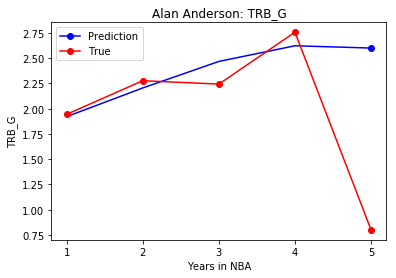 Alan Anderson: TRB_G
Prediction
True
TRB_G
2.75
2.50
2.25
2.00
1.75
1.50
1.25
1.00
0.75
1 2 3 4 5
Years in NBA